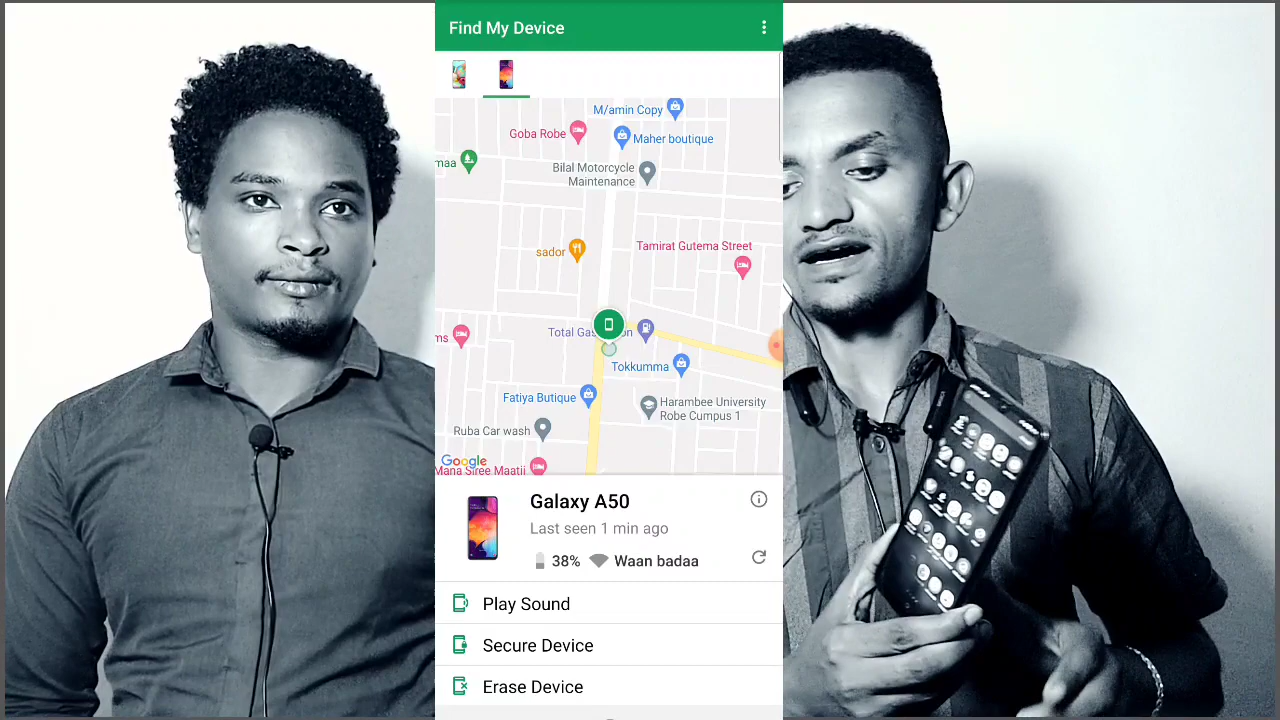 Find My Device
M/amin Copy
Goba Robe
Maher boutique
maa
Bilal Motorcycle
Maintenance
sador
Tamirat Gutema Street
ms
Total Gas
Tokkumma
Fatiya Butique
Harambee University
Robe Cumpus 1
Ruba Car wash
Google
Mana Siree Maatii
Galaxy A50
Last seen 1 min ago
38% Waan badaa
Play Sound
Secure Device
Erase Device